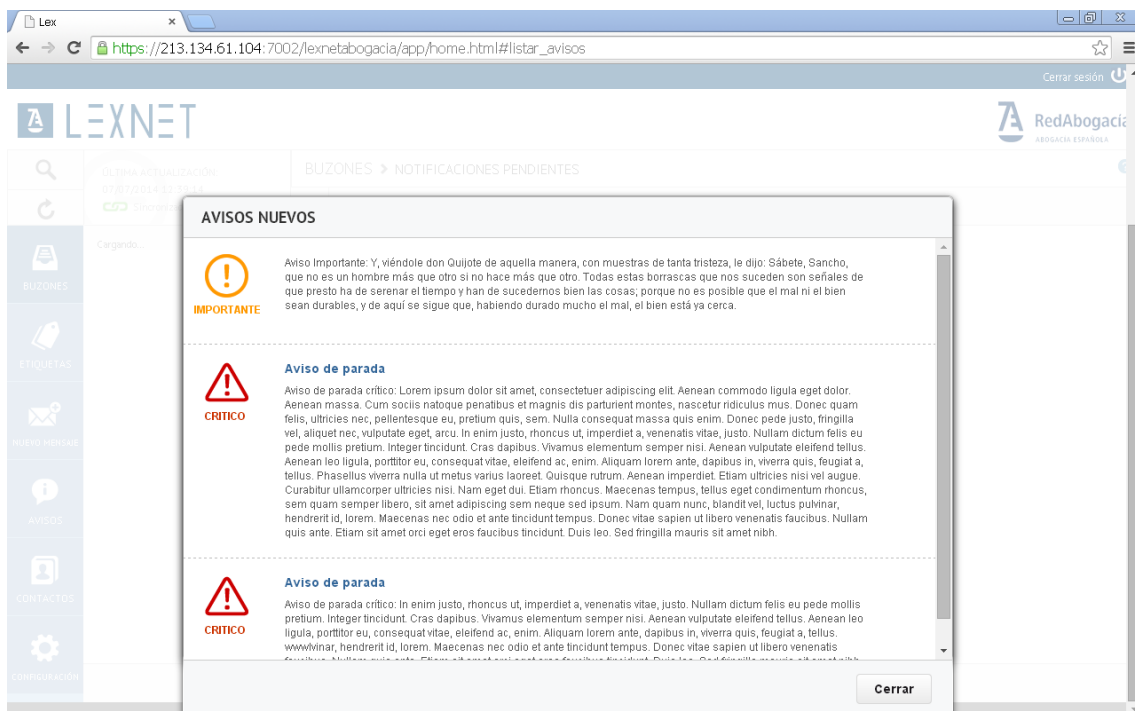 Lex
https://213.134.61.104:7002/lexnetabogacia/app/home.html#listar_avisos
Cerrar sesión
LEXNET
RedAbogacía
ABOGACÍA ESPAÑOLA
ÚLTIMA ACTUALIZACIÓN:
BUZONES > NOTIFICACIONES PENDIENTES
Cargando...
BUZONES
ETIQUETAS
NUEVO MENSAJE
AVISOS
CONTACTOS
CONFIGURACIÓN
AVISOS NUEVOS
IMPORTANTE
Aviso Importante: Y, viéndole don Quijote de aquella manera, con muestras de tanta tristeza, le dijo: Sábete, Sancho,
que no es un hombre más que otro si no hace más que otro. Todas estas borrascas que nos suceden son señales de
que presto ha de serenar el tiempo y han de sucedernos bien las cosas; porque no es posible que el mal ni el bien
sean durables, y de aquí se sigue que, habiendo durado mucho el mal, el bien está ya cerca.
CRITICO
Aviso de parada
Aviso de parada crítico: Lorem ipsum dolor sit amet, consectetuer adipiscing elit. Aenean commodo ligula eget dolor.
Aenean massa. Cum sociis natoque penatibus et magnis dis parturient montes, nascetur ridiculus mus. Donec quam
felis, ultricies nec, pellentesque eu, pretium quis, sem. Nulla consequat massa quis enim. Donec pede justo, fringilla
vel, aliquet nec, vulputate eget, arcu. In enim justo, rhoncus ut, imperdiet a, venenatis vitae, justo. Nullam dictum felis eu
pede mollis pretium. Integer tincidunt. Cras dapibus. Vivamus elementum semper nisi. Aenean vulputate eleifend tellus.
Aenean leo ligula, porttitor eu, consequat vitae, eleifend ac, enim. Aliquam lorem ante, dapibus in, viverra quis, feugiat a,
tellus. Phasellus viverra nulla ut metus varius laoreet. Quisque rutrum. Aenean imperdiet. Etiam ultricies nisi vel augue.
Curabitur ullamcorper ultricies nisi. Nam eget dui. Etiam rhoncus. Maecenas tempus, tellus eget condimentum rhoncus,
sem quam semper libero, sit amet adipiscing sem neque sed ipsum. Nam quam nunc, blandit vel, luctus pulvinar,
hendrerit id, lorem. Maecenas nec odio et ante tincidunt tempus. Donec vitae sapien ut libero venenatis faucibus. Nullam
quis ante. Etiam sit amet orci eget eros faucibus tincidunt. Duis leo. Sed fringilla mauris sit amet nibh.
CRITICO
Aviso de parada
Aviso de parada crítico: In enim justo, rhoncus ut, imperdiet a, venenatis vitae, justo. Nullam dictum felis eu pede mollis
pretium. Integer tincidunt. Cras dapibus. Vivamus elementum semper nisi. Aenean vulputate eleifend tellus. Aenean leo
ligula, porttitor eu, consequat vitae, eleifend ac, enim. Aliquam lorem ante, dapibus in, viverra quis, feugiat a, tellus.
wwwlvinar, hendrerit id, lorem. Maecenas nec odio et ante tincidunt tempus. Donec vitae sapien ut libero venenatis
Cerrar